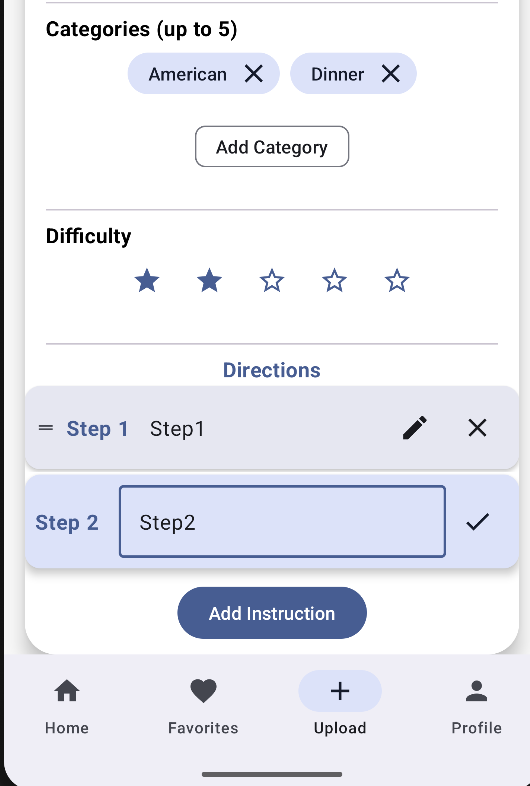 Categories (up to 5)
American
Dinner
Add Category
Difficulty
Directions
Step 1 Step1
Step 2 Step2
Add Instruction
Home
Favorites
Upload
Profile